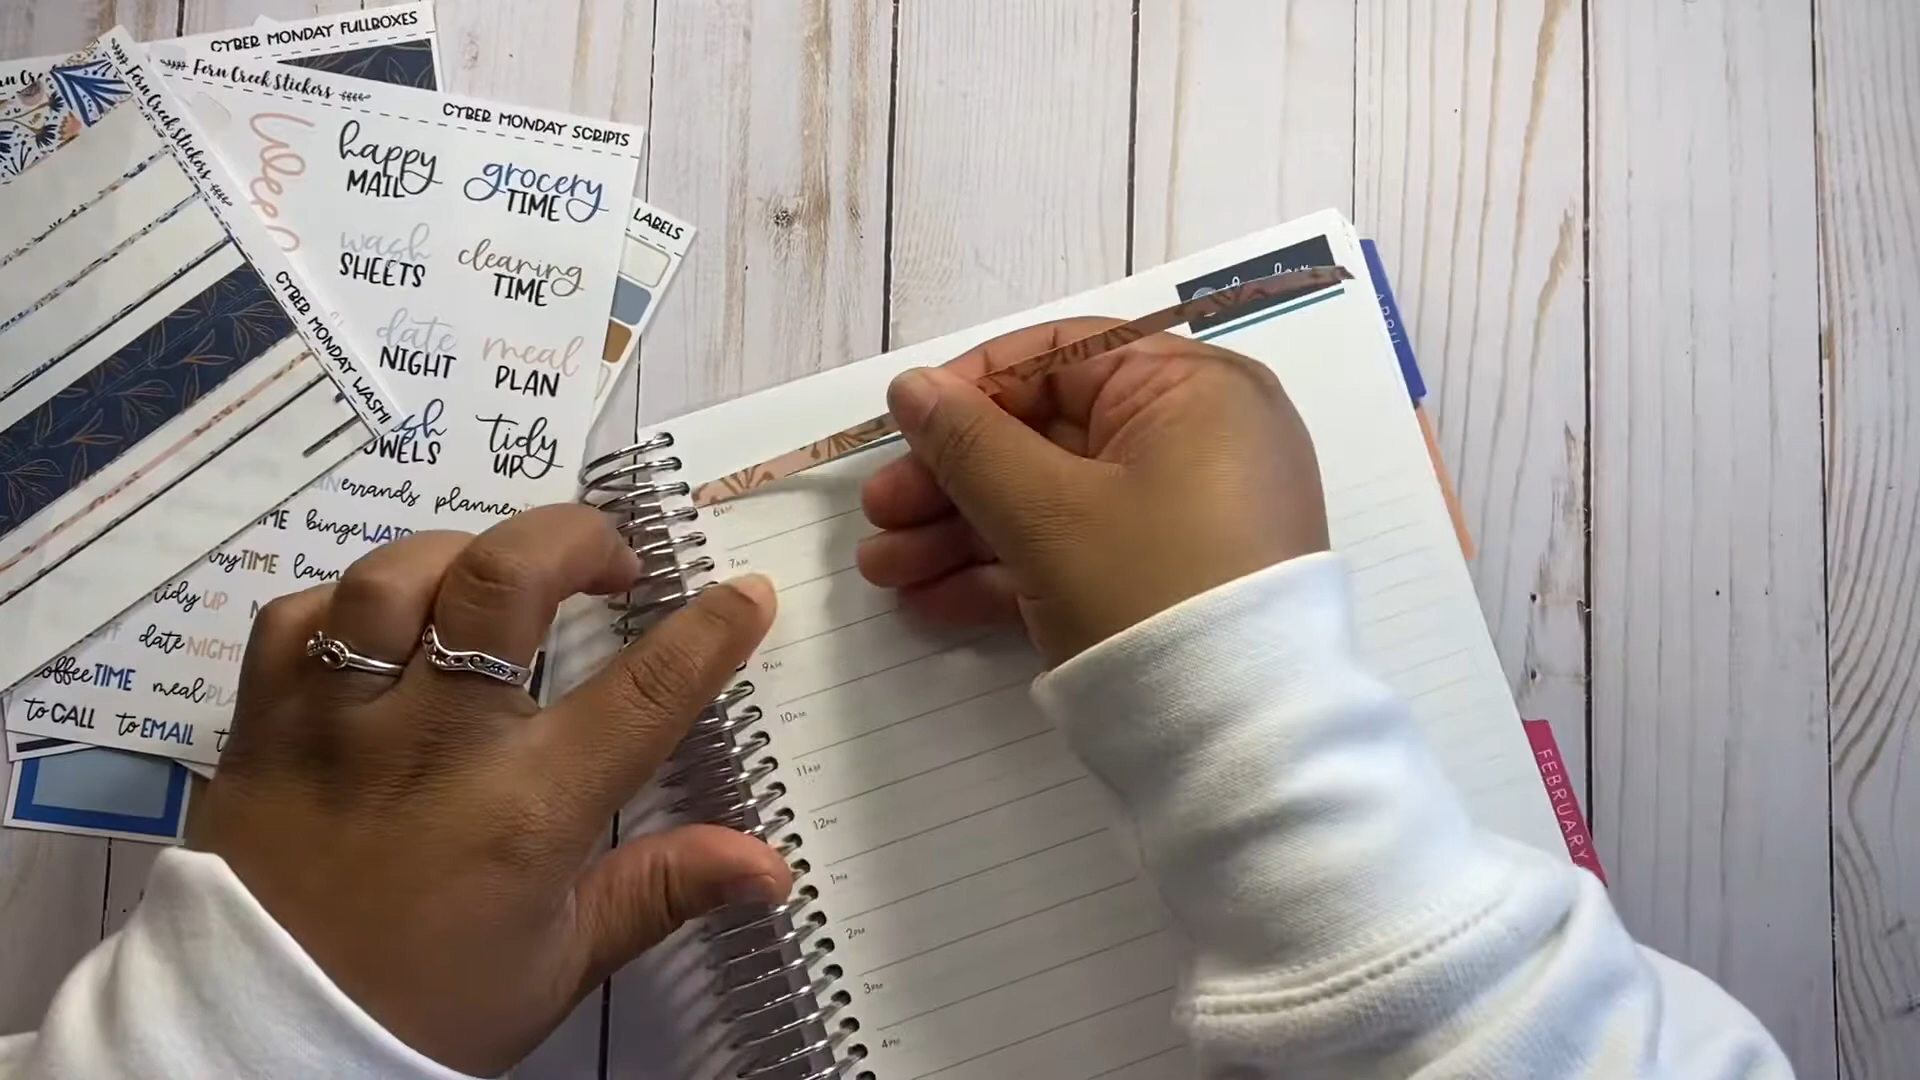 CYBER MONDAY FULLBOXES
Fern Creek Stickers
CYBER MONDAY SCRIPTS
happy
MAIL
grocery
TIME
wash
SHEETS
cleaning
TIME
date
NIGHT
meal
PLAN
tidy
UP
errands planner
binge
TIME
tidy UP
date NIGHT
TIME meal
to CALL to EMAIL
LABELS
Fern Creek Stickers
CYBER MONDAY WASHI
6AM
7AM
9AM
10AM
11AM
12PM
1PM
2PM
3PM
4PM
APRIL
FEBRUARY